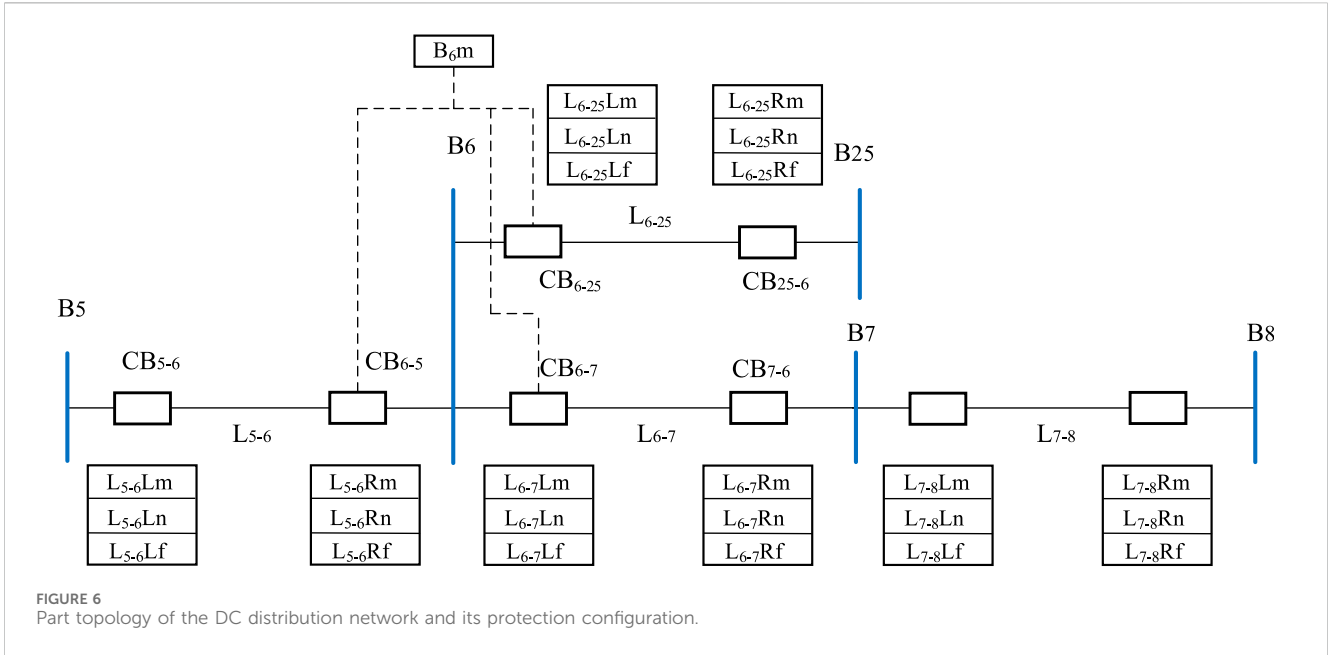 B₆m
L₆₋₂₅Lm
L₆₋₂₅Ln
L₆₋₂₅Lf
L₆₋₂₅Rm
L₆₋₂₅Rn
L₆₋₂₅Rf
B6
B25
L₆₋₂₅
CB₆₋₂₅
CB₂₅₋₆
B5
B7
B8
CB₅₋₆
CB₆₋₅
CB₆₋₇
CB₇₋₆
L₅₋₆
L₆₋₇
L₇₋₈
L₅₋₆Lm
L₅₋₆Ln
L₅₋₆Lf
L₅₋₆Rm
L₅₋₆Rn
L₅₋₆Rf
L₆₋₇Lm
L₆₋₇Ln
L₆₋₇Lf
L₆₋₇Rm
L₆₋₇Rn
L₆₋₇Rf
L₇₋₈Lm
L₇₋₈Ln
L₇₋₈Lf
L₇₋₈Rm
L₇₋₈Rn
L₇₋₈Rf
FIGURE 6
Part topology of the DC distribution network and its protection configuration.